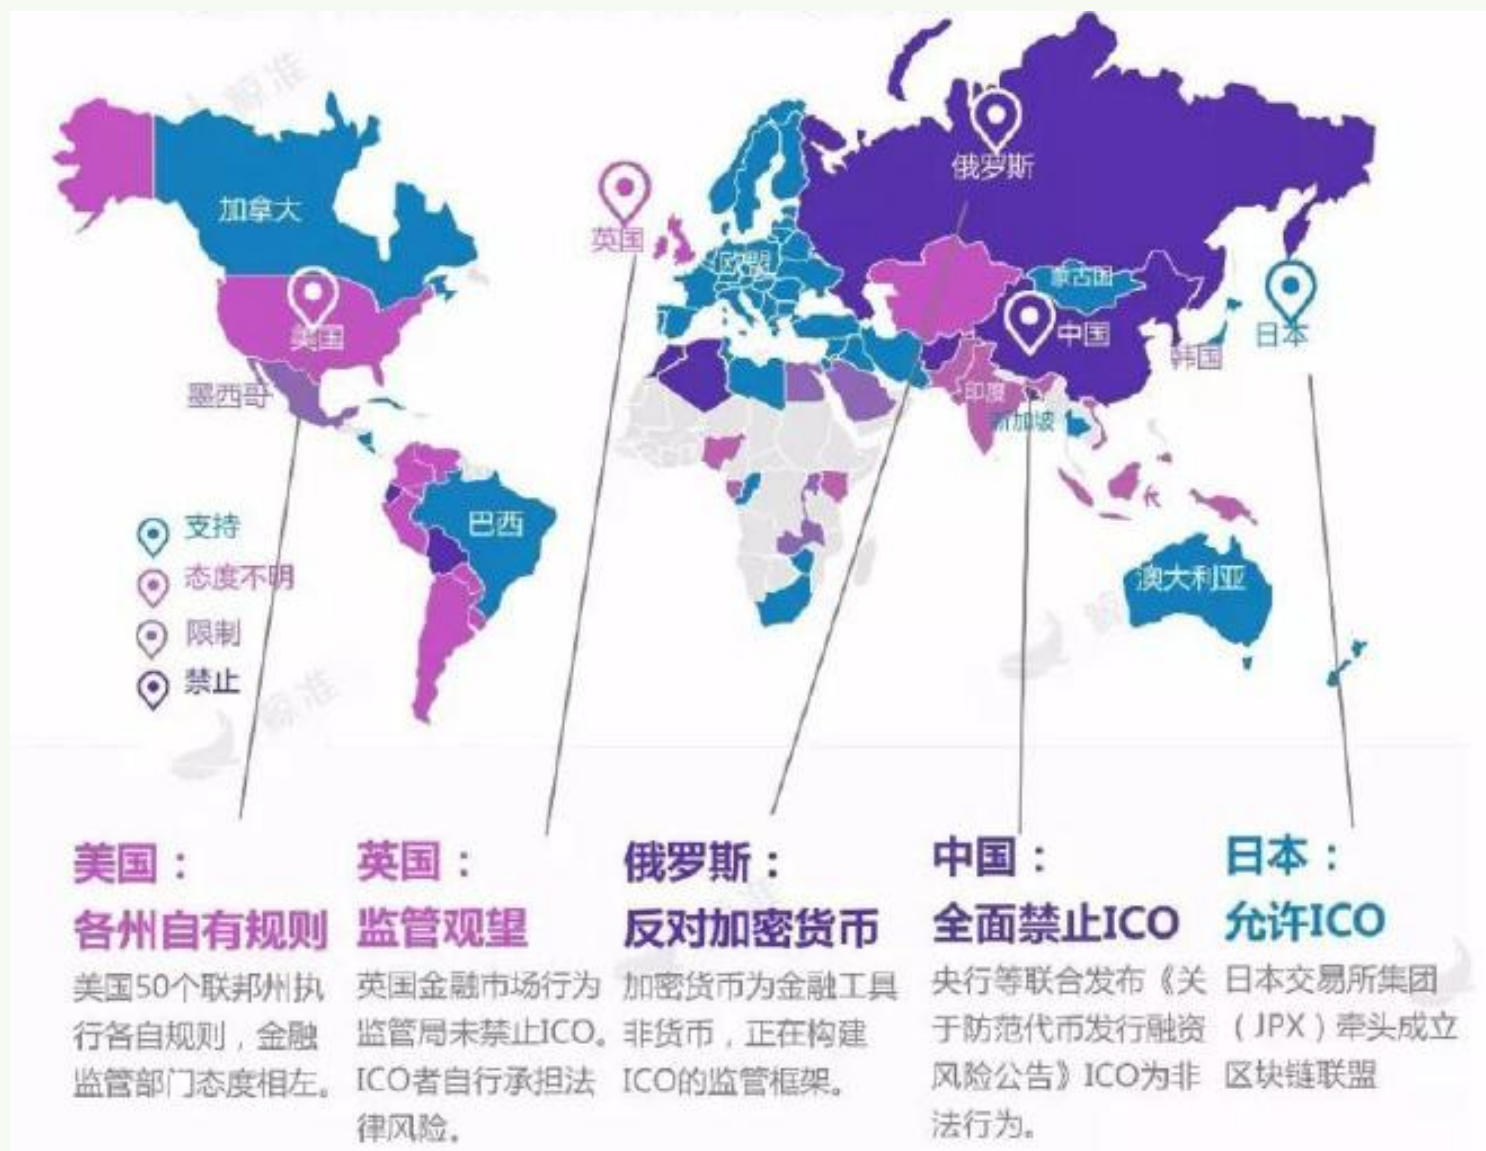 加拿大
俄罗斯
英国
欧盟
蒙古国
美国
中国
日本
韩国
墨西哥
印度
新加坡
巴西
澳大利亚
支持
态度不明
限制
禁止
鲸准
鲸准
美国：
各州自有规则
美国50个联邦州执
行各自规则，金融
监管部门态度相左。
英国：
监管观望
英国金融市场行为
监管局未禁止ICO。
ICO者自行承担法
律风险。
俄罗斯：
反对加密货币
加密货币为金融工具
非货币，正在构建
ICO的监管框架。
中国：
全面禁止ICO
央行等联合发布《关
于防范代币发行融资
风险公告》ICO为非
法行为。
日本：
允许ICO
日本交易所集团
（JPX）牵头成立
区块链联盟